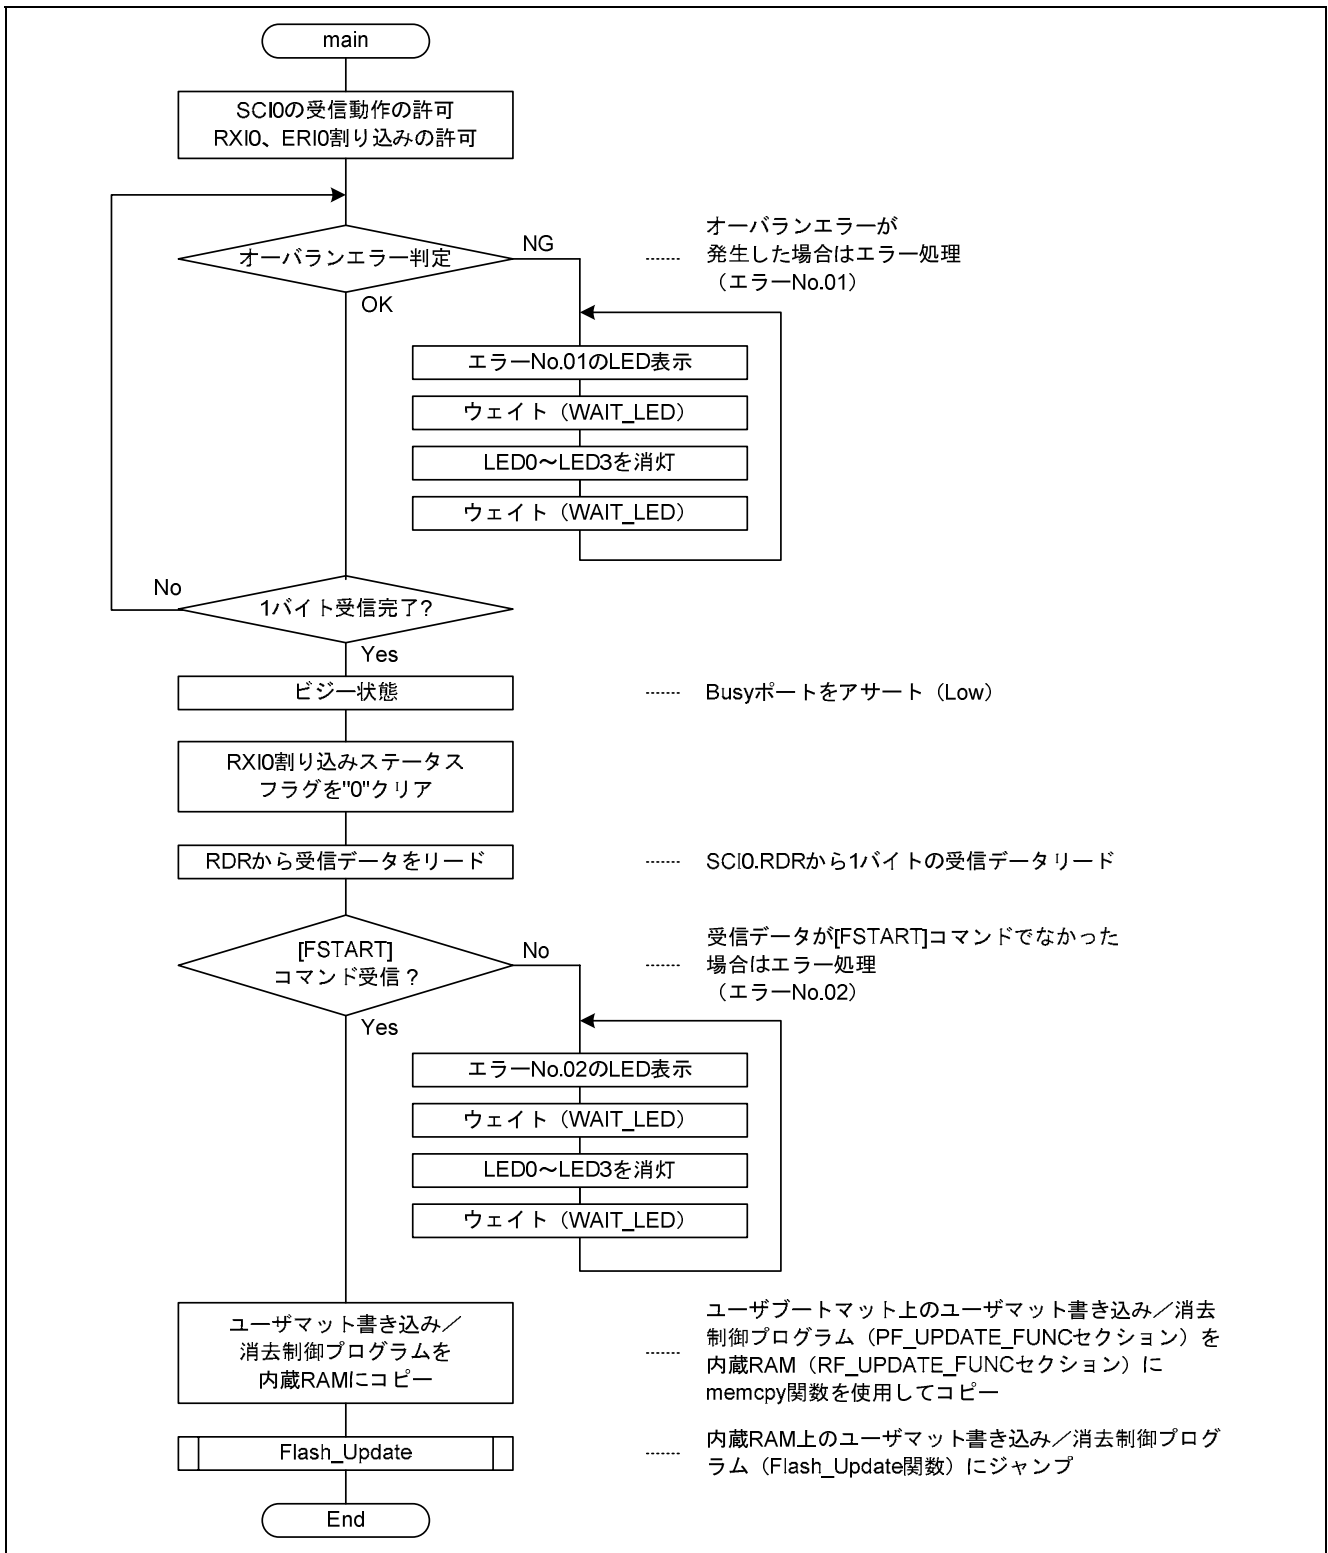 main
SCI0の受信動作の許可
RXI0、ERI0割り込みの許可
オーバランエラー判定
NG
OK
オーバランエラーが
発生した場合はエラー処理
（エラーNo.01）
エラーNo.01のLED表示
ウェイト（WAIT_LED）
LED0～LED3を消灯
ウェイト（WAIT_LED）
No
1バイト受信完了?
Yes
ビジー状態
Busyポートをアサート（Low）
RXI0割り込みステータス
フラグを"0"クリア
RDRから受信データをリード
SCI0.RDRから1バイトの受信データリード
[FSTART]
コマンド受信？
No
Yes
受信データが[FSTART]コマンドでなかった
場合はエラー処理
（エラーNo.02）
エラーNo.02のLED表示
ウェイト（WAIT_LED）
LED0～LED3を消灯
ウェイト（WAIT_LED）
ユーザマット書き込み／
消去制御プログラムを
内蔵RAMにコピー
ユーザブートマット上のユーザマット書き込み／消去
制御プログラム（PF_UPDATE_FUNCセクション）を
内蔵RAM（RF_UPDATE_FUNCセクション）に
memcpy関数を使用してコピー
Flash_Update
内蔵RAM上のユーザマット書き込み／消去制御プログ
ラム（Flash_Update関数）にジャンプ
End